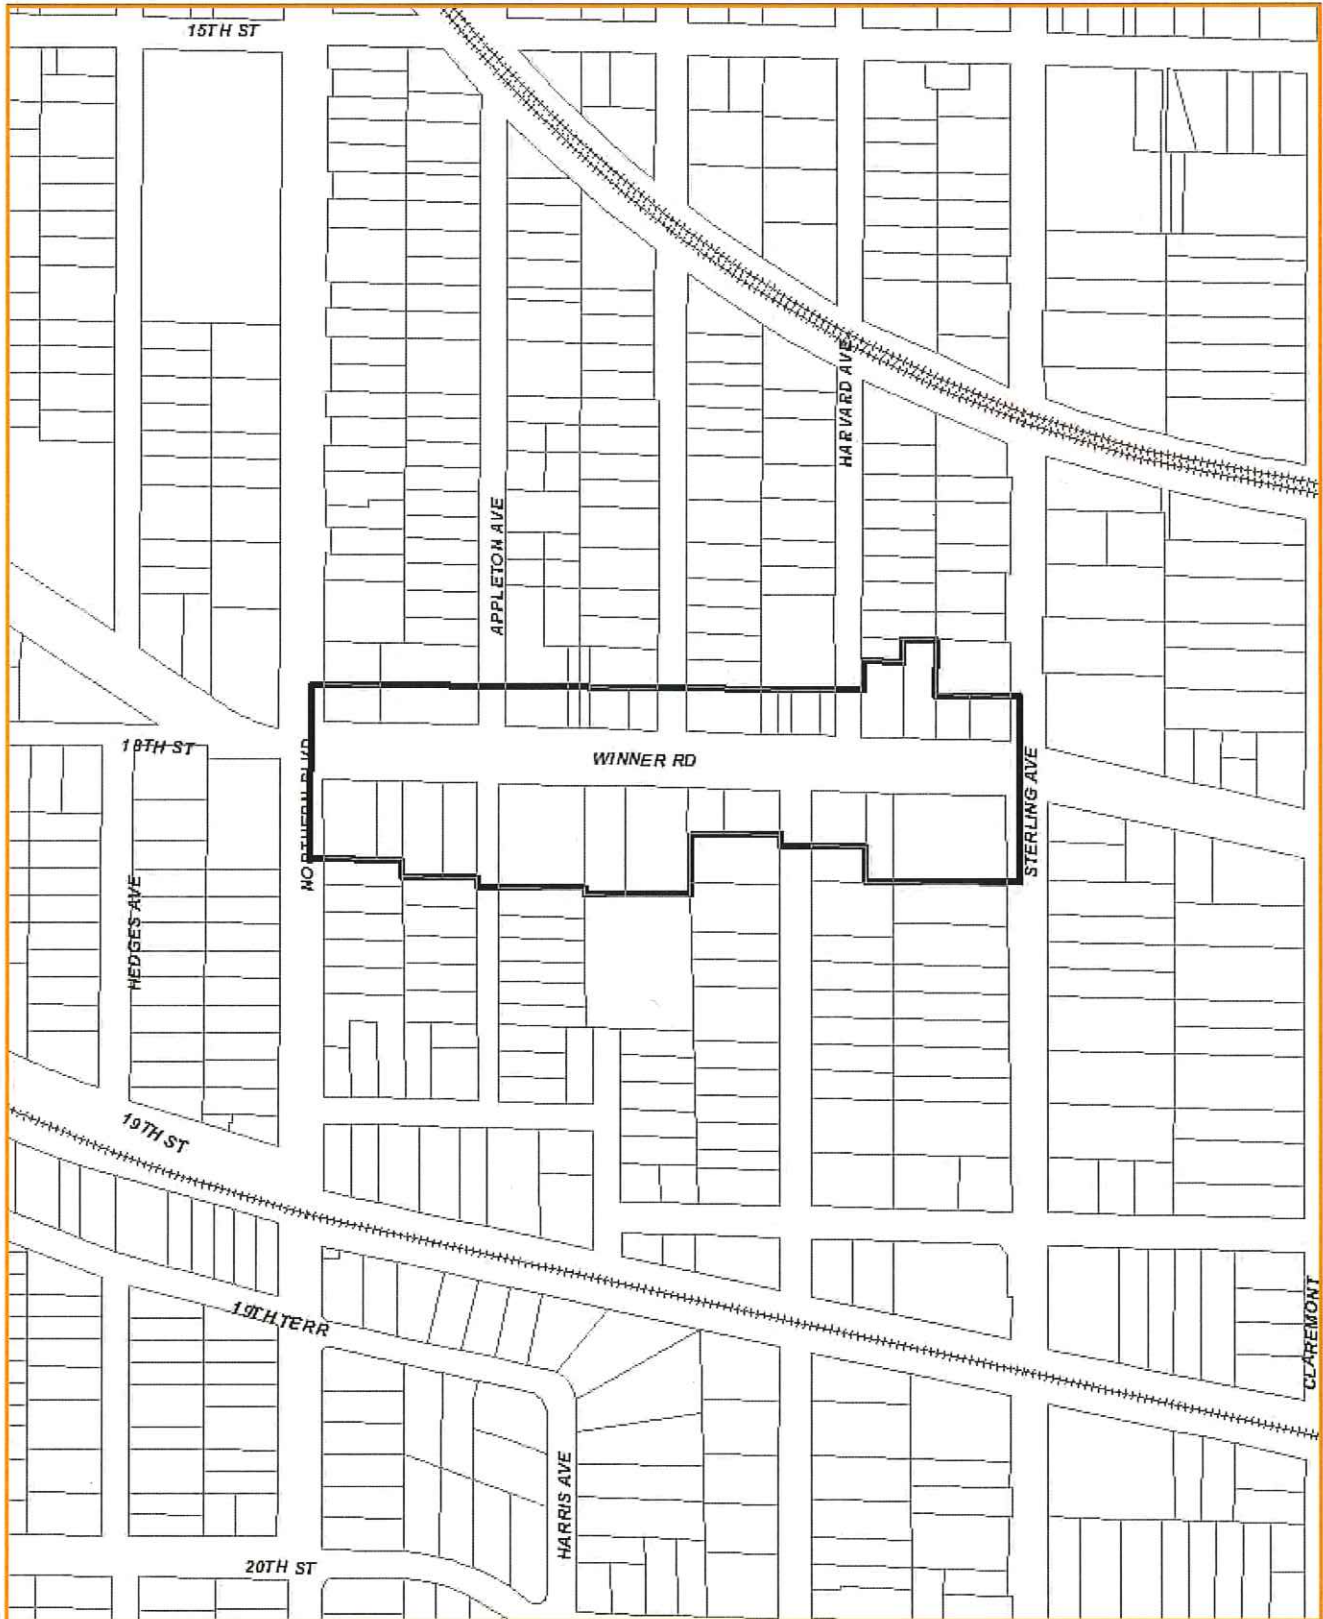 15TH ST
HARVARD AVE
APPLETON AVE
18TH ST
WINNER RD
NORTHERN BLVD
STERLING AVE
HEDGES AVE
19TH ST
19TH TERR
CLAREMONT
HARRIS AVE
20TH ST